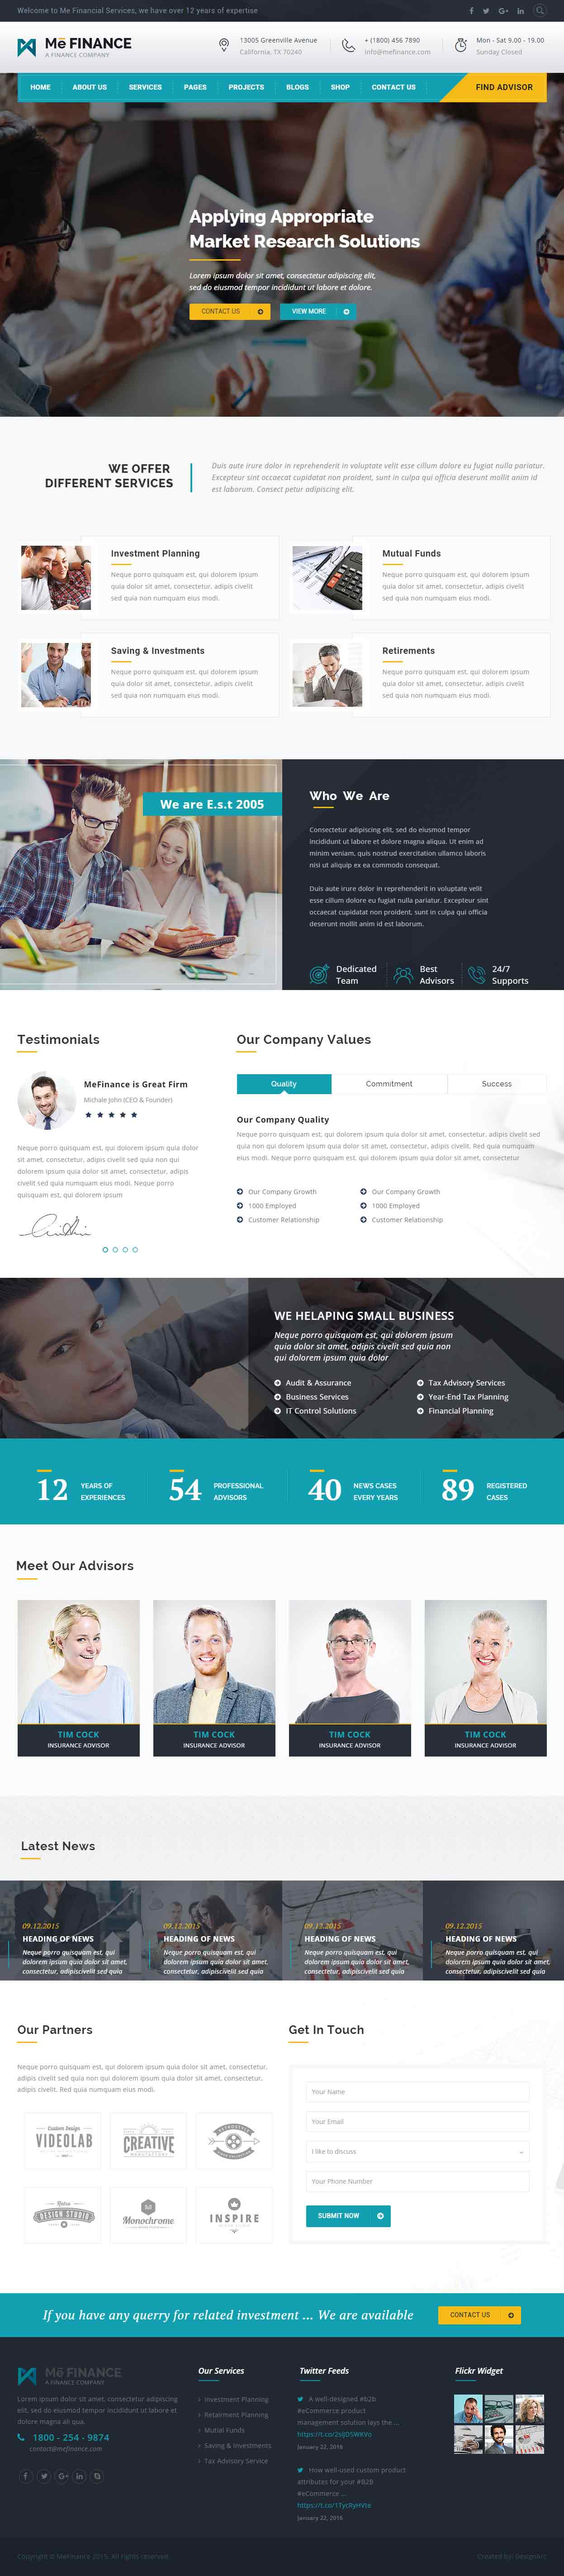 Welcome to Me Financial Services, we have over 12 years of expertise
Mē FINANCE
A FINANCE COMPANY
13005 Greenville Avenue
California, TX 70240
+ (1800) 456 7890
info@mefinance.com
Mon - Sat 9.00 - 19.00
Sunday Closed
HOME ABOUT US SERVICES PAGES PROJECTS BLOGS SHOP CONTACT US FIND ADVISOR
Applying Appropriate
Market Research Solutions
Lorem ipsum dolor sit amet, consectetur adipiscing elit,
sed do eiusmod tempor incididunt ut labore et dolore.
CONTACT US VIEW MORE
WE OFFER
DIFFERENT SERVICES
Duis aute irure dolor in reprehenderit in voluptate velit esse cillum dolore eu fugiat nulla pariatur.
Excepteur sint occaecat cupidatat non proident, sunt in culpa qui officia deserunt mollit anim id
est laborum. Consect petur adipiscing elit.
Investment Planning
Neque porro quisquam est, qui dolorem ipsum
quia dolor sit amet, consectetur, adipis civelit
sed quia non numquam eius modi.
Mutual Funds
Neque porro quisquam est, qui dolorem ipsum
quia dolor sit amet, consectetur, adipis civelit
sed quia non numquam eius modi.
Saving & Investments
Neque porro quisquam est, qui dolorem ipsum
quia dolor sit amet, consectetur, adipis civelit
sed quia non numquam eius modi.
Retirements
Neque porro quisquam est. qui dolorem ipsum
quia dolor sit amet, consectetur, adipis civelit
sed quia non numquam eius modi.
We are E.s.t 2005
Who We Are
Consectetur adipiscing elit, sed do eiusmod tempor
incididunt ut labore et dolore magna aliqua. Ut enim ad
minim veniam, quis nostrud exercitation ullamco laboris
nisi ut aliquip ex ea commodo consequat.
Duis aute irure dolor in reprehenderit in voluptate velit
esse cillum dolore eu fugiat nulla pariatur. Excepteur sint
occaecat cupidatat non proident, sunt in culpa qui officia
deserunt mollit anim id est laborum.
Dedicated
Team
Best
Advisors
24/7
Supports
Testimonials
MeFinance is Great Firm
Michale John (CEO & Founder)
Neque porro quisquam est, qui dolorem ipsum quia dolor
sit amet, consectetur, adipis civelit sed quia non qui
dolorem ipsum quia dolor sit amet, consectetur, adipis
civelit sed quia numquam eius modi. Neque porro
quisquam est, qui dolorem ipsum
Our Company Values
Quality Commitment Success
Our Company Quality
Neque porro quisquam est, qui dolorem ipsum quia dolor sit amet, consectetur, adipis civelit sed
quia non qui dolorem ipsum quia dolor sit amet, consectetur, adipis civelit. Red quia numquam
eius modi. Neque porro quisquam est, qui dolorem ipsum quia dolor sit amet, consectetur
Our Company Growth
1000 Employed
Customer Relationship
Our Company Growth
1000 Employed
Customer Relationship
WE HELAPING SMALL BUSINESS
Neque porro quisquam est, qui dolorem ipsum
quia dolor sit amet, adipis civelit sed quia non
qui dolorem ipsum quia dolor
Audit & Assurance
Business Services
IT Control Solutions
Tax Advisory Services
Year-End Tax Planning
Financial Planning
12 YEARS OF
EXPERIENCES
54 PROFESSIONAL
ADVISORS
40 NEWS CASES
EVERY YEARS
89 REGISTERED
CASES
Meet Our Advisors
TIM COCK
INSURANCE ADVISOR
TIM COCK
INSURANCE ADVISOR
TIM COCK
INSURANCE ADVISOR
TIM COCK
INSURANCE ADVISOR
Latest News
09.12.2015
HEADING OF NEWS
Neque porro quisquam est, qui
dolorem ipsum quia dolor sit amet,
consectetur, adipiscivelit sed quia
09.12.2015
HEADING OF NEWS
Neque porro quisquam est, qui
dolorem ipsum quia dolor sit amet,
consectetur, adipiscivelit sed quia
09.12.2015
HEADING OF NEWS
Neque porro quisquam est, qui
dolorem ipsum quia dolor sit amet,
consectetur, adipiscivelit sed quia
09.12.2015
HEADING OF NEWS
Neque porro quisquam est, qui
dolorem ipsum quia dolor sit amet,
consectetur, adipiscivelit sed quia
Our Partners
Neque porro quisquam est, qui dolorem ipsum quia dolor sit amet, consectetur,
adipis civelit sed quia non qui dolorem ipsum quia dolor sit amet, consectetur,
adipis civelit. Red quia numquam eius modi.
Custom Design
VIDEOLAB
CREATIVE
Retro
DESIGN STUDIO
M
Monochrome
INSPIRE
Get In Touch
Your Name
Your Email
I like to discuss
Your Phone Number
SUBMIT NOW
If you have any querry for related investment ... We are available
CONTACT US
Mē FINANCE
A FINANCE COMPANY
Lorem ipsum dolor sit amet, consectetur adipiscing
elit, sed do eiusmod tempor incididunt ut labore et
dolore magna ali qua.
1800 - 254 - 9874
contact@mefinance.com
Our Services
Investment Planning
Retairment Planning
Mutial Funds
Saving & Investments
Tax Advisory Service
Twitter Feeds
A well-designed #b2b
#eCommerce product
management solution lays the ...
https://t.co/2sIJD5WKVo
January 22, 2016
How well-used custom product
attributes for your #B2B
#eCommerce ...
https://t.co/1TycRyHVse
January 22, 2016
Flickr Widget
Copyright © MeFinance 2015. All rights reserved
Created by: DesignArc